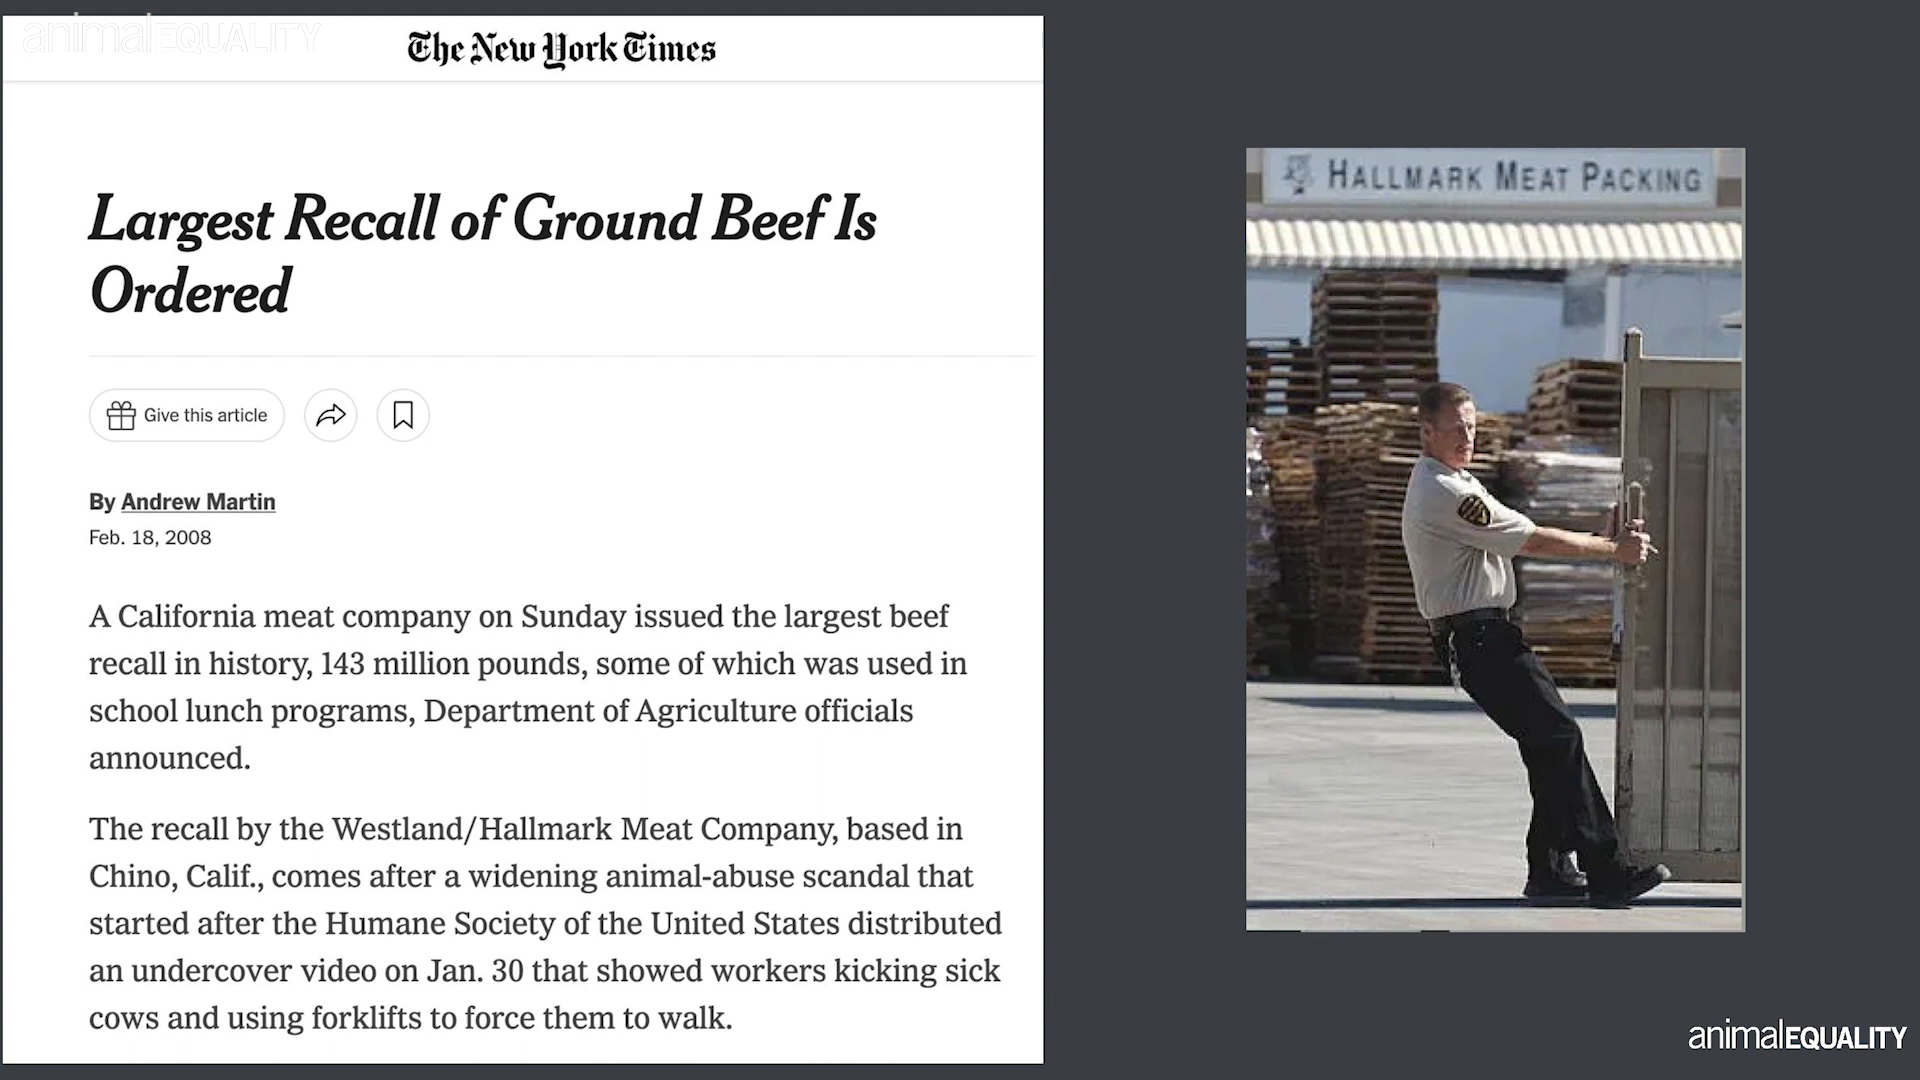 animalEQUALITY
The New York Times
Largest Recall of Ground Beef Is
Ordered
Give this article
By Andrew Martin
Feb. 18, 2008
A California meat company on Sunday issued the largest beef
recall in history, 143 million pounds, some of which was used in
school lunch programs, Department of Agriculture officials
announced.
The recall by the Westland/Hallmark Meat Company, based in
Chino, Calif., comes after a widening animal-abuse scandal that
started after the Humane Society of the United States distributed
an undercover video on Jan. 30 that showed workers kicking sick
cows and using forklifts to force them to walk.
HALLMARK MEAT PACKING
animalEQUALITY